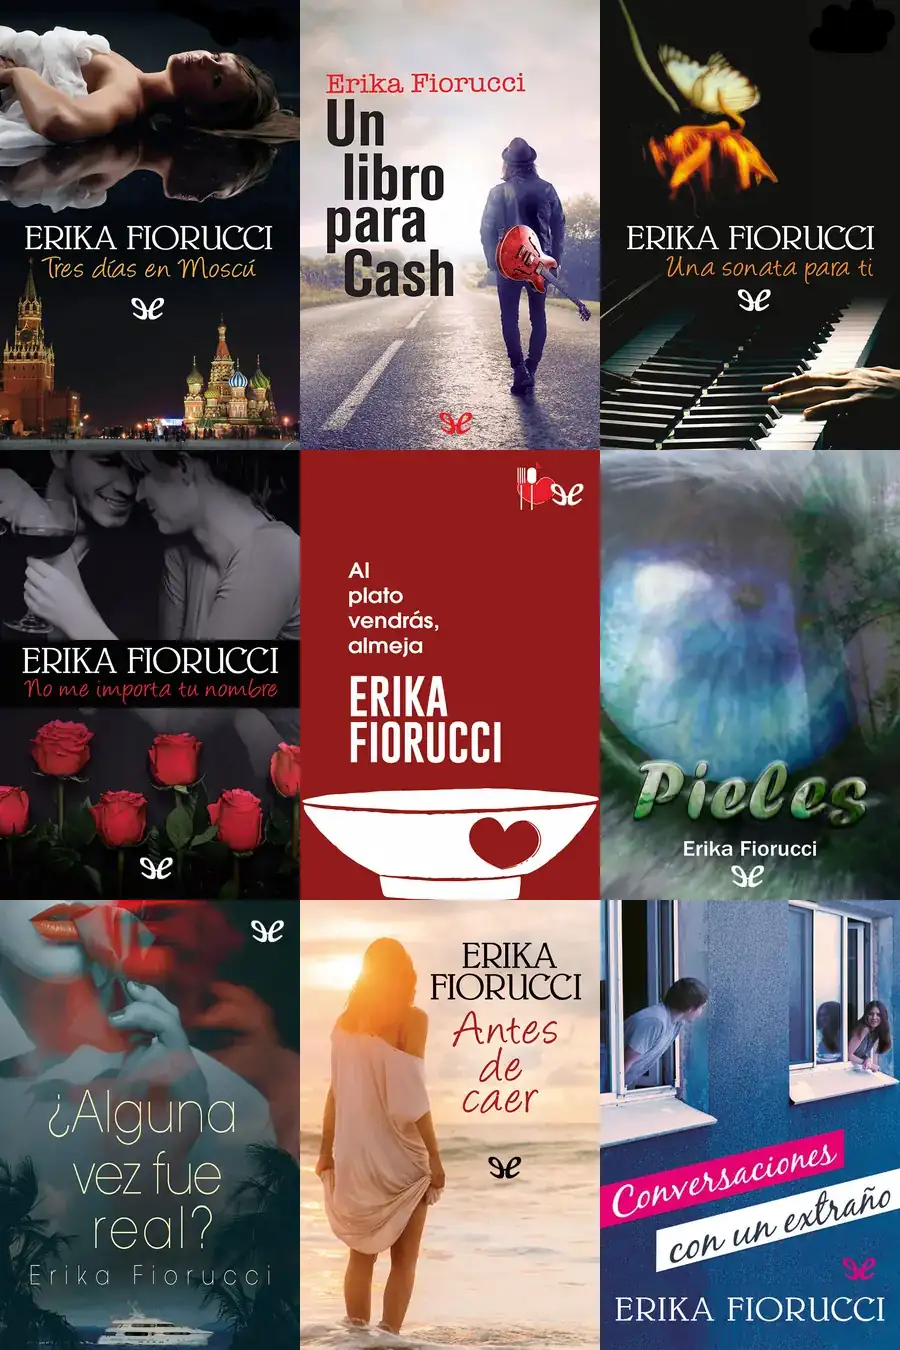 ERIKA FIORUCCI
Tres días en Moscú
Erika Fiorucci
Un
libro
para
Cash
ERIKA FIORUCCI
Una sonata para ti
ERIKA FIORUCCI
No me importa tu nombre
Al
plato
vendrás,
almeja
ERIKA
FIORUCCI
Pieles
Erika Fiorucci
¿Alguna
vez fue
real?
Erika Fiorucci
ERIKA
FIORUCCI
Antes
de
caer
Conversaciones
con un extraño
ERIKA FIORUCCI